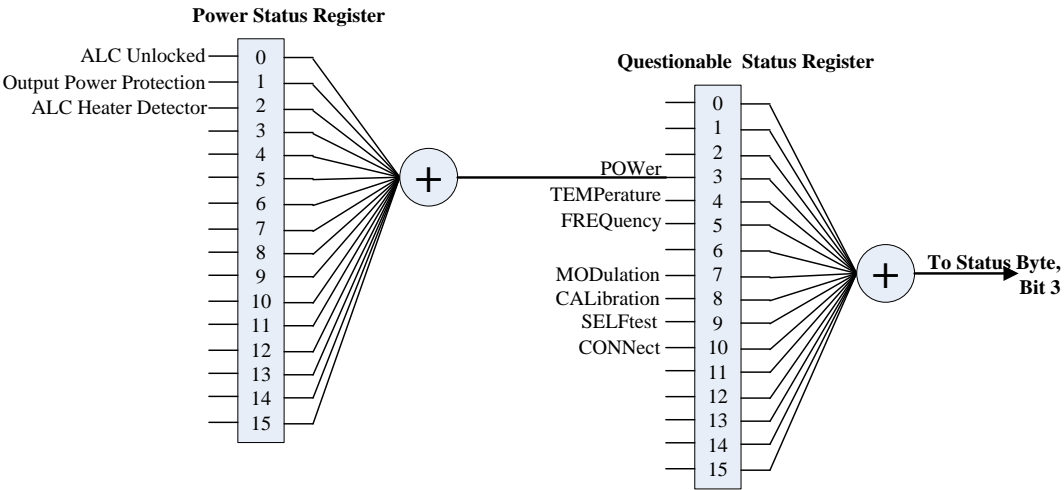 Power Status Register
ALC Unlocked
Output Power Protection
ALC Heater Detector
0
1
2
3
4
5
6
7
8
9
10
11
12
13
14
15
+
Questionable Status Register
POWer
TEMPerature
FREQuency
MODulation
CALibration
SELFtest
CONNect
0
1
2
3
4
5
6
7
8
9
10
11
12
13
14
15
+
To Status Byte,
Bit 3